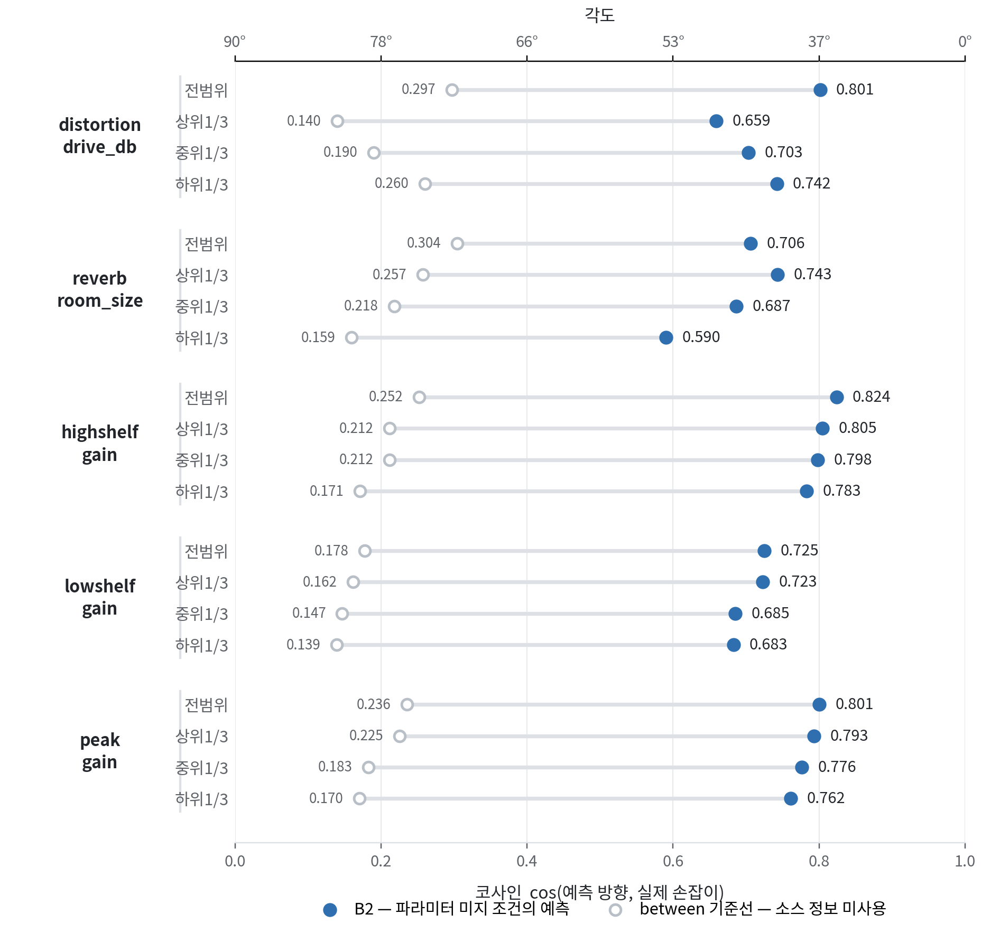 각도
90° 78° 66° 53° 37° 0°
distortion
drive_db
전범위 0.297 0.801
상위1/3 0.140 0.659
중위1/3 0.190 0.703
하위1/3 0.260 0.742
reverb
room_size
전범위 0.304 0.706
상위1/3 0.257 0.743
중위1/3 0.218 0.687
하위1/3 0.159 0.590
highshelf
gain
전범위 0.252 0.824
상위1/3 0.212 0.805
중위1/3 0.212 0.798
하위1/3 0.171 0.783
lowshelf
gain
전범위 0.178 0.725
상위1/3 0.162 0.723
중위1/3 0.147 0.685
하위1/3 0.139 0.683
peak
gain
전범위 0.236 0.801
상위1/3 0.225 0.793
중위1/3 0.183 0.776
하위1/3 0.170 0.762
0.0 0.2 0.4 0.6 0.8 1.0
코사인 cos(예측 방향, 실제 손잡이)
B2 — 파라미터 미지 조건의 예측 between 기준선 — 소스 정보 미사용